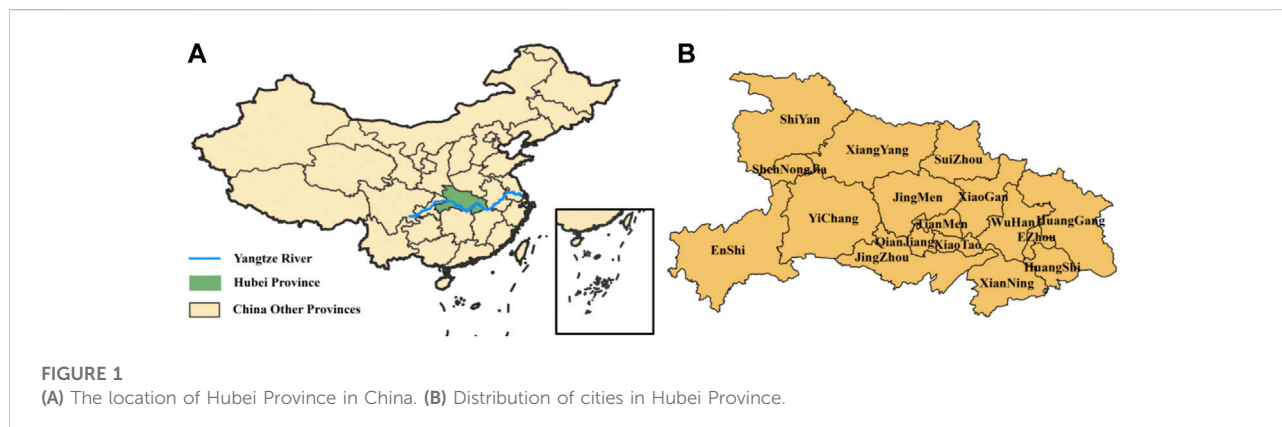 A
B
Yangtze River
Hubei Province
China Other Provinces
ShiYan
XiangYang
SuiZhou
ShenNongJia
JingMen
XiaoGan
YiChang
TianMen
WuHan
HuangGang
EZhou
QianJiang
XiaoTao
EnShi
JingZhou
HuangShi
XianNing
FIGURE 1
(A) The location of Hubei Province in China. (B) Distribution of cities in Hubei Province.